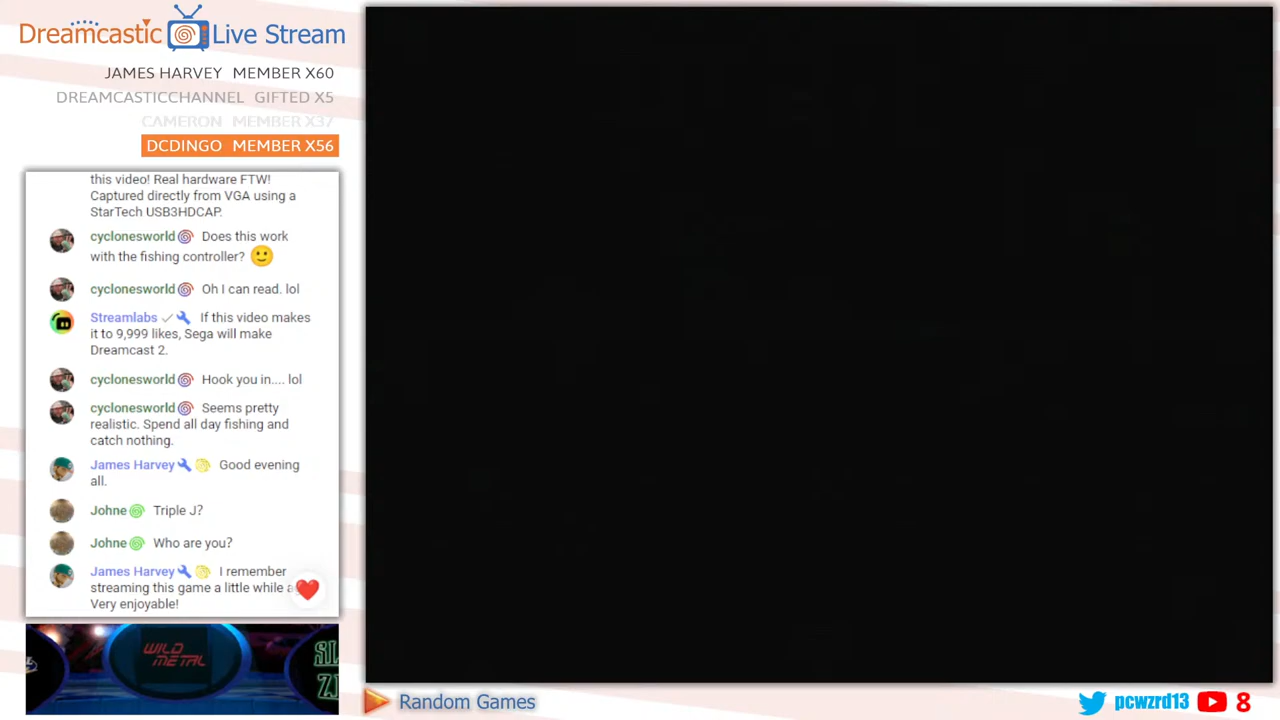 Dreamcastic Live Stream
JAMES HARVEY MEMBER X60
DREAMCASTICCHANNEL GIFTED X5
CAMERON MEMBER X37
DCDINGO MEMBER X56
this video! Real hardware FTW!
Captured directly from VGA using a
StarTech USB3HDCAP.
cyclonesworld Does this work
with the fishing controller?
cyclonesworld Oh I can read. lol
Streamlabs If this video makes
it to 9,999 likes, Sega will make
Dreamcast 2.
cyclonesworld Hook you in.... lol
cyclonesworld Seems pretty
realistic. Spend all day fishing and
catch nothing.
James Harvey Good evening
all.
Johne Triple J?
Johne Who are you?
James Harvey I remember
streaming this game a little while
Very enjoyable!
WILD
METAL
Random Games
pcwzrd13 8